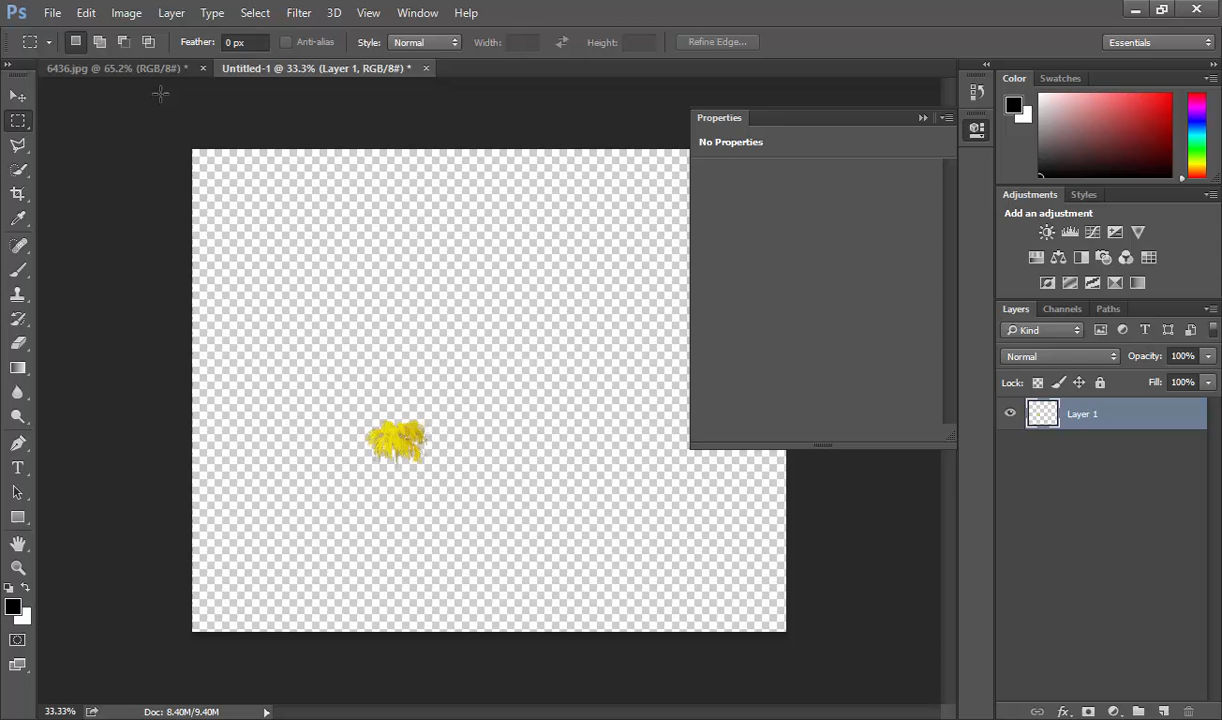 Ps File Edit Image Layer Type Select Filter 3D View Window Help
Feather: 0 px Anti-alias Style: Normal Width: Height: Refine Edge... Essentials
6436.jpg @ 65.2% (RGB/8#) * × Untitled-1 @ 33.3% (Layer 1, RGB/8#) * ×
Color Swatches
Properties
No Properties
Adjustments Styles
Add an adjustment
Layers Channels Paths
Kind
Normal Opacity: 100%
Lock: Fill: 100%
Layer 1
33.33% Doc: 8.40M/9.40M